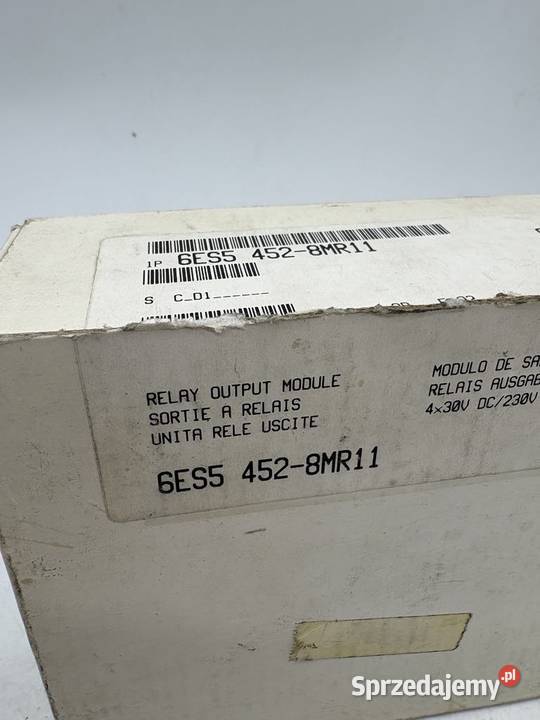 1P 6ES5 452-8MR11
S C_D1______
RELAY OUTPUT MODULE
SORTIE A RELAIS
UNITA RELE USCITE
MODULO DE SA
RELAIS AUSGAB
4x30V DC/230V
6ES5 452-8MR11
Sprzedajemy.pl